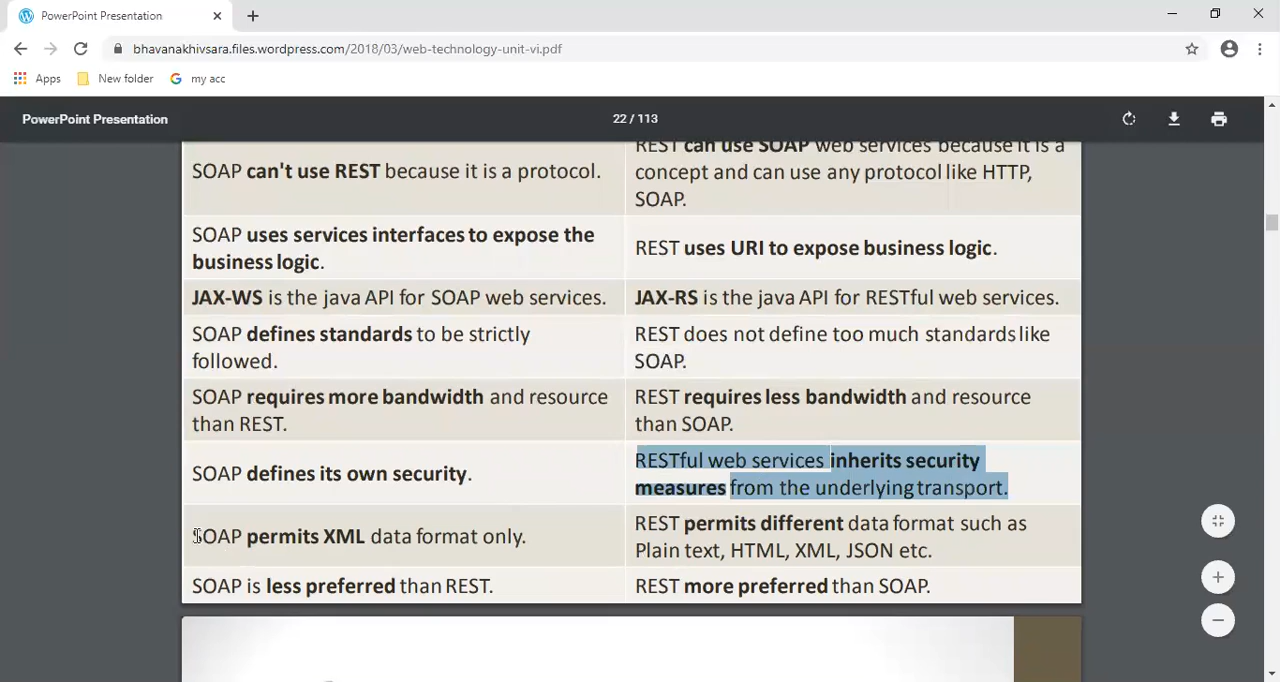 PowerPoint Presentation
bhavanakhivsara.files.wordpress.com/2018/03/web-technology-unit-vi.pdf
Apps
New folder
my acc
PowerPoint Presentation
22 / 113
SOAP can't use REST because it is a protocol.
REST can use SOAP web services because it is a
concept and can use any protocol like HTTP,
SOAP.
SOAP uses services interfaces to expose the
business logic.
REST uses URI to expose business logic.
JAX-WS is the java API for SOAP web services.
JAX-RS is the java API for RESTful web services.
SOAP defines standards to be strictly
followed.
REST does not define too much standards like
SOAP.
SOAP requires more bandwidth and resource
than REST.
REST requires less bandwidth and resource
than SOAP.
SOAP defines its own security.
RESTful web services inherits security
measures from the underlying transport.
SOAP permits XML data format only.
REST permits different data format such as
Plain text, HTML, XML, JSON etc.
SOAP is less preferred than REST.
REST more preferred than SOAP.